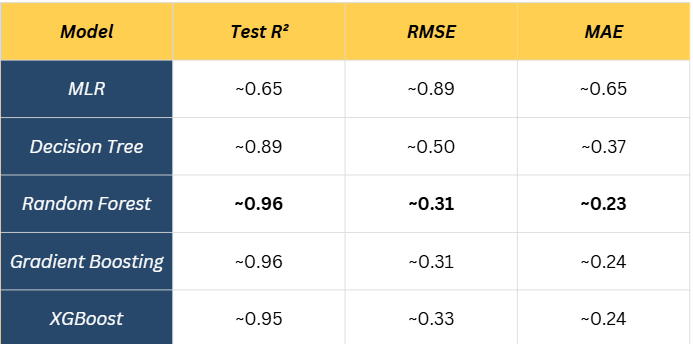 Model Test R² RMSE MAE
MLR ~0.65 ~0.89 ~0.65
Decision Tree ~0.89 ~0.50 ~0.37
Random Forest ~0.96 ~0.31 ~0.23
Gradient Boosting ~0.96 ~0.31 ~0.24
XGBoost ~0.95 ~0.33 ~0.24